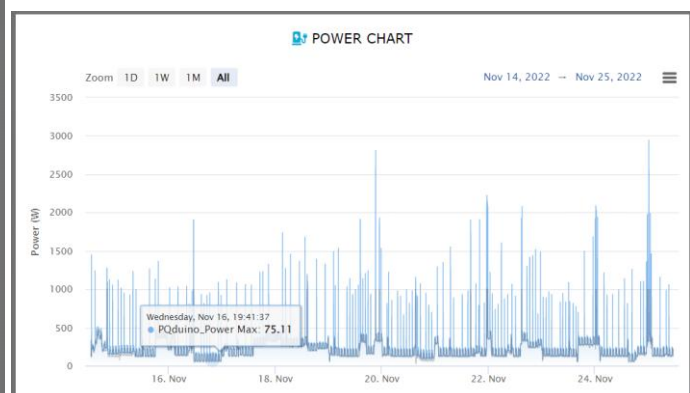 POWER CHART
Zoom 1D 1W 1M All
Nov 14, 2022 → Nov 25, 2022
3500
3000
2500
2000
1500
1000
500
0
Power (W)
Wednesday, Nov 16, 19:41:37
PQduino_Power Max: 75.11
16. Nov 18. Nov 20. Nov 22. Nov 24. Nov